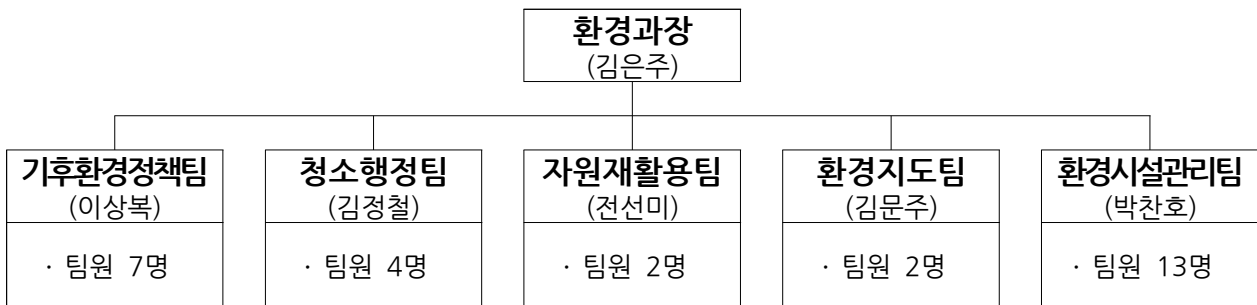 환경과장
(김은주)
기후환경정책팀
(이상복)
· 팀원 7명
청소행정팀
(김정철)
· 팀원 4명
자원재활용팀
(전선미)
· 팀원 2명
환경지도팀
(김문주)
· 팀원 2명
환경시설관리팀
(박찬호)
· 팀원 13명